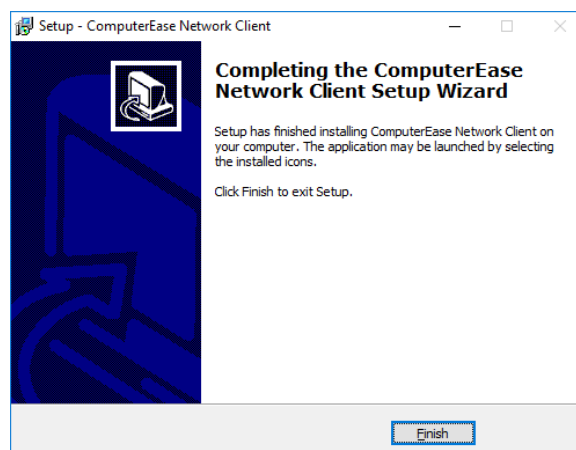 Setup - ComputerEase Network Client
Completing the ComputerEase
Network Client Setup Wizard
Setup has finished installing ComputerEase Network Client on
your computer. The application may be launched by selecting
the installed icons.
Click Finish to exit Setup.
Finish